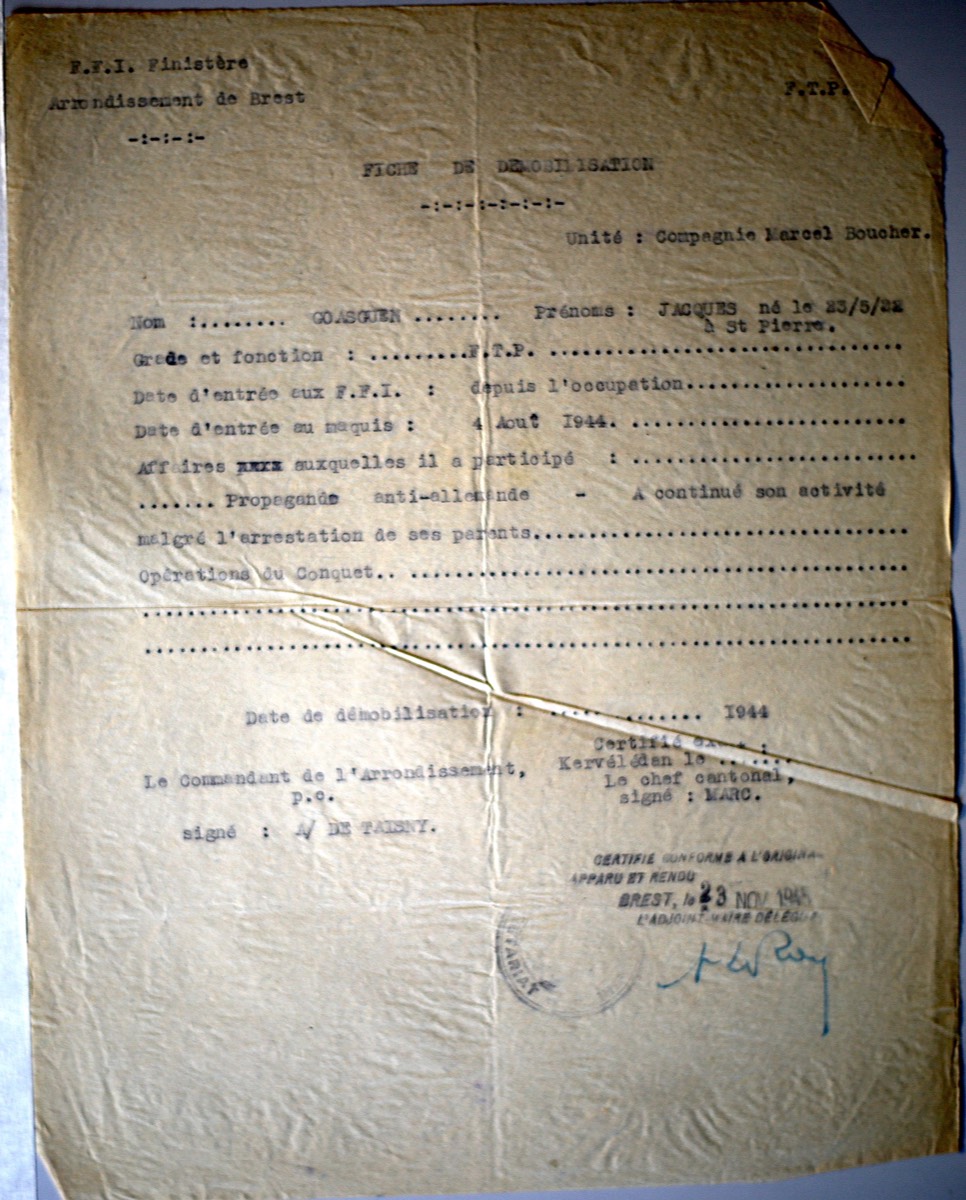 F.F.I. Finistère
Arrondissement de Brest
-:-:-:-
F.T.P.
FICHE DE DEMOBILISATION
-:-:-:-:-:-:-
Unité : Compagnie Marcel Boucher.
Nom :........ GOASGUEN ........ Prénoms : JACQUES né le 23/5/22
à St Pierre.
Grade et fonction : .........F.T.P. .................................
Date d'entrée aux F.F.I. : depuis l'occupation....................
Date d'entrée au maquis : 4 Aout 1944. .........................
Affaires xxxx auxquelles il a participé : ..........................
....... Propagande anti-allemande - A continué son activité
malgré l'arrestation de ses parents...................................
Opérations du Conquet.. ..............................................
......................................................................
......................................................................
Date de démobilisation : .............. 1944
Certifié :
Kervélédan le .......
Le Commandant de l'Arrondissement,
Le chef cantonal,
p.o.
signé : MARC.
signé : A/ DE TAISNY.
CERTIFIÉ CONFORME A L'ORIGINAL
APPARU ET RENDU
BREST, le 23 NOV 1945
L'ADJOINT-MAIRE DÉLÉGUÉ